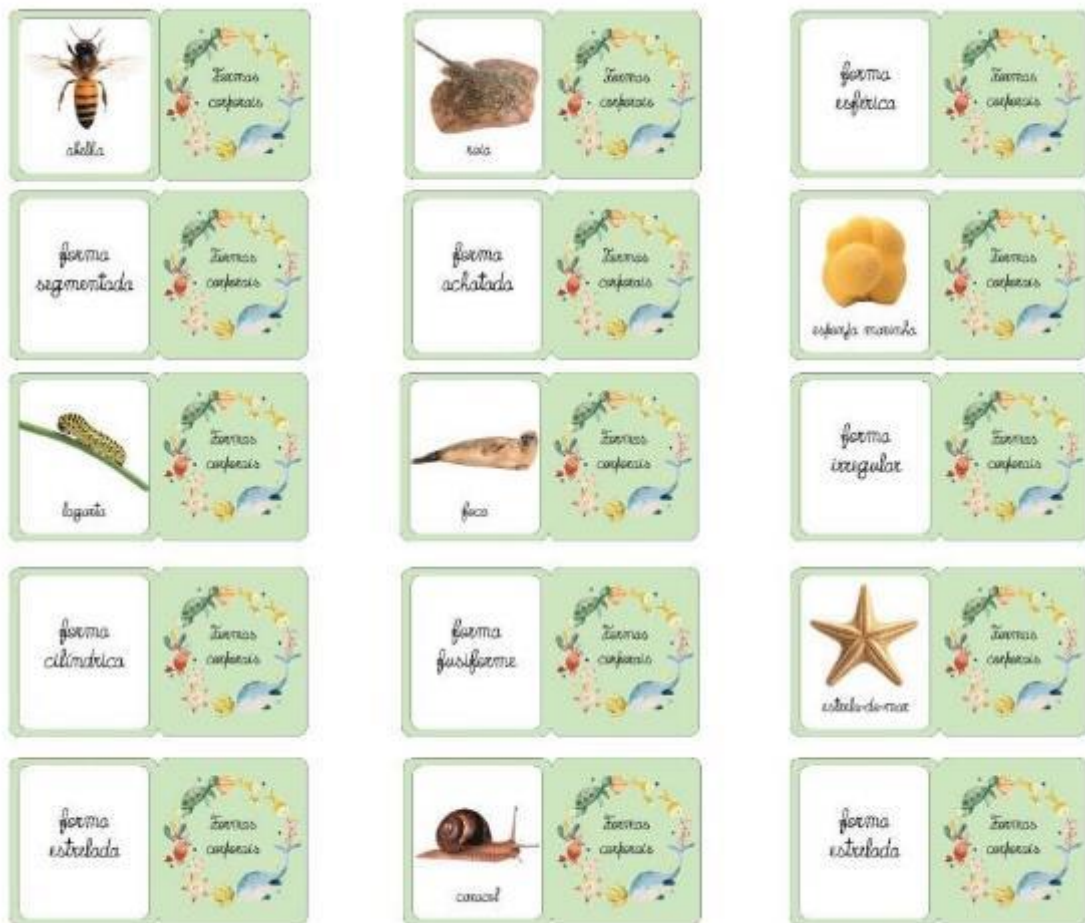 abelha
Formas
corporais
raia
Formas
corporais
forma
esférica
Formas
corporais
forma
segmentada
Formas
corporais
forma
achatada
Formas
corporais
esponja marinha
Formas
corporais
lagarta
Formas
corporais
foca
Formas
corporais
forma
irregular
Formas
corporais
forma
cilíndrica
Formas
corporais
forma
fusiforme
Formas
corporais
estrela-do-mar
Formas
corporais
forma
estrelada
Formas
corporais
caracol
Formas
corporais
forma
estrelada
Formas
corporais